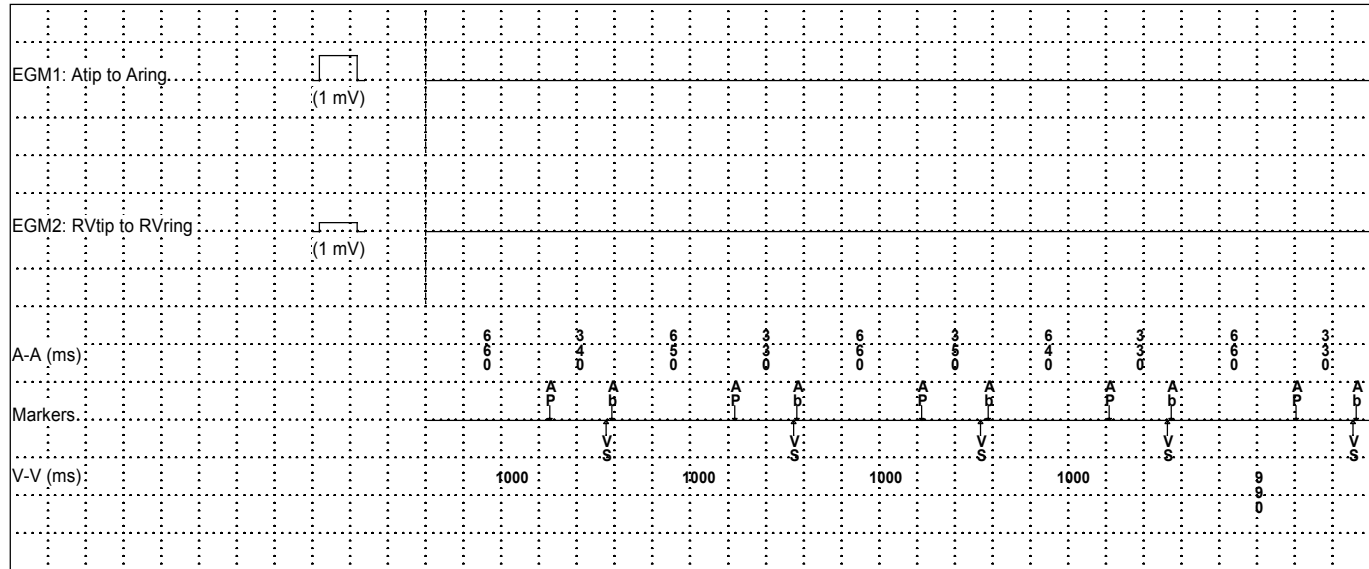 EGM1: Atip to Aring
(1 mV)
EGM2: RVtip to RVring
(1 mV)
A-A (ms) 660 340 650 330 660 350 640 330 660 330
Markers AP Ab AP Ab AP Ab AP Ab AP Ab
VS VS VS VS VS
V-V (ms) 1000 1000 1000 1000 990